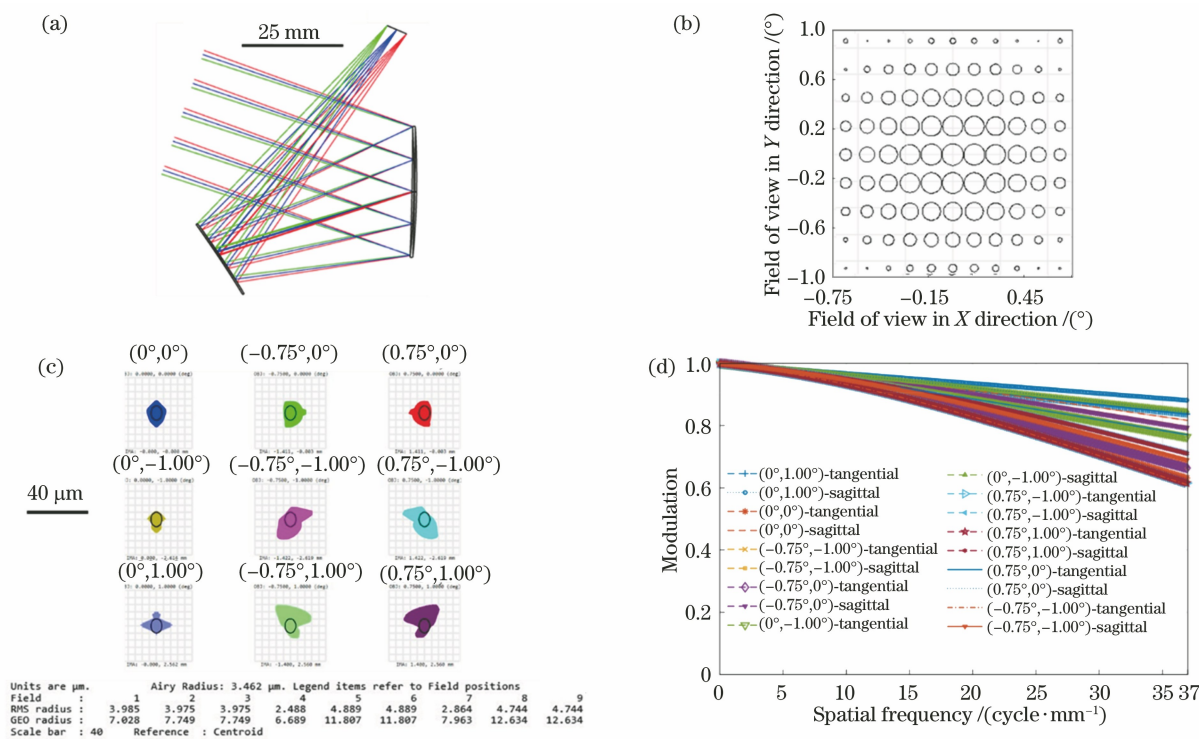 (a)
25 mm
(b)
1.0
0.6
0.2
−0.2
−0.6
−1.0
Field of view in Y direction /(°)
−0.75
−0.15
0.45
Field of view in X direction /(°)
(c)
(0°,0°)
(−0.75°,0°)
(0.75°,0°)
(0°,−1.00°)
(−0.75°,−1.00°)
(0.75°,−1.00°)
40 μm
(0°,1.00°)
(−0.75°,1.00°)
(0.75°,1.00°)
Units are μm. Airy Radius: 3.462 μm. Legend items refer to Field positions
Field : 1 2 3 4 5 6 7 8 9
RMS radius : 3.985 3.975 3.975 2.488 4.889 4.889 2.864 4.744 4.744
GEO radius : 7.028 7.749 7.749 6.689 11.807 11.807 7.963 12.634 12.634
Scale bar : 40 Reference : Centroid
(d)
1.0
0.8
0.6
0.4
0.2
0
Modulation
(0°,1.00°)-tangential
(0°,1.00°)-sagittal
(0°,0°)-tangential
(0°,0°)-sagittal
(−0.75°,−1.00°)-tangential
(−0.75°,−1.00°)-sagittal
(−0.75°,0°)-tangential
(−0.75°,0°)-sagittal
(0°,−1.00°)-tangential
(0°,−1.00°)-sagittal
(0.75°,−1.00°)-tangential
(0.75°,−1.00°)-sagittal
(0.75°,1.00°)-tangential
(0.75°,1.00°)-sagittal
(0.75°,0°)-tangential
(0.75°,0°)-sagittal
(−0.75°,−1.00°)-tangential
(−0.75°,−1.00°)-sagittal
0 5 10 15 20 25 30 35 37
Spatial frequency /(cycle·mm⁻¹)